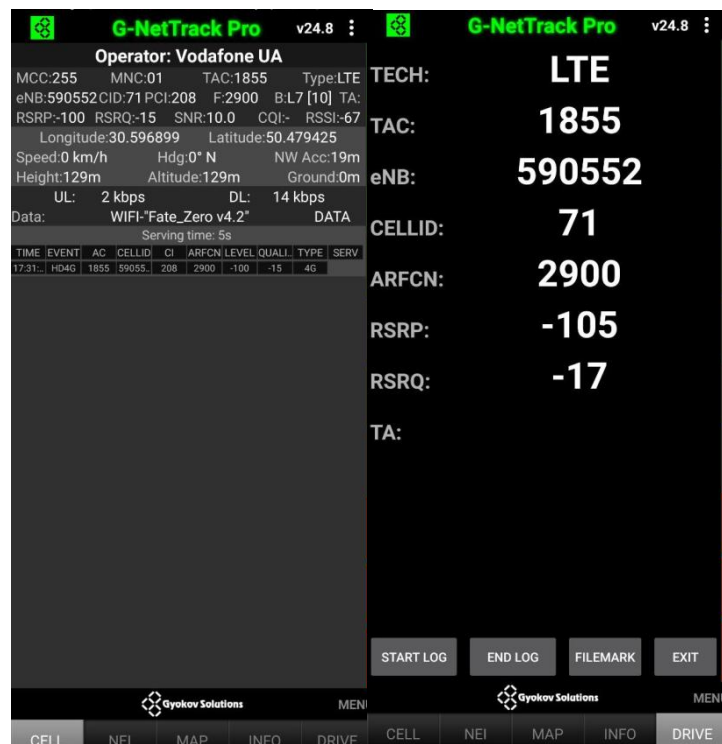 G-NetTrack Pro v24.8
Operator: Vodafone UA
MCC:255 MNC:01 TAC:1855 Type:LTE
eNB:590552 CID:71 PCI:208 F:2900 B:L7 [10] TA:
RSRP:-100 RSRQ:-15 SNR:10.0 CQI:- RSSI:-67
Longitude:30.596899 Latitude:50.479425
Speed:0 km/h Hdg:0° N NW Acc:19m
Height:129m Altitude:129m Ground:0m
UL: 2 kbps DL: 14 kbps
Data: WIFI-"Fate_Zero v4.2" DATA
Serving time: 5s
TIME EVENT AC CELLID CI ARFCN LEVEL QUALI.. TYPE SERV
17:31:.. HD4G 1855 59055.. 208 2900 -100 -15 4G
Gyokov Solutions MENU
CELL NEI MAP INFO DRIVE
G-NetTrack Pro v24.8
TECH: LTE
TAC: 1855
eNB: 590552
CELLID: 71
ARFCN: 2900
RSRP: -105
RSRQ: -17
TA:
START LOG END LOG FILEMARK EXIT
Gyokov Solutions MENU
CELL NEI MAP INFO DRIVE